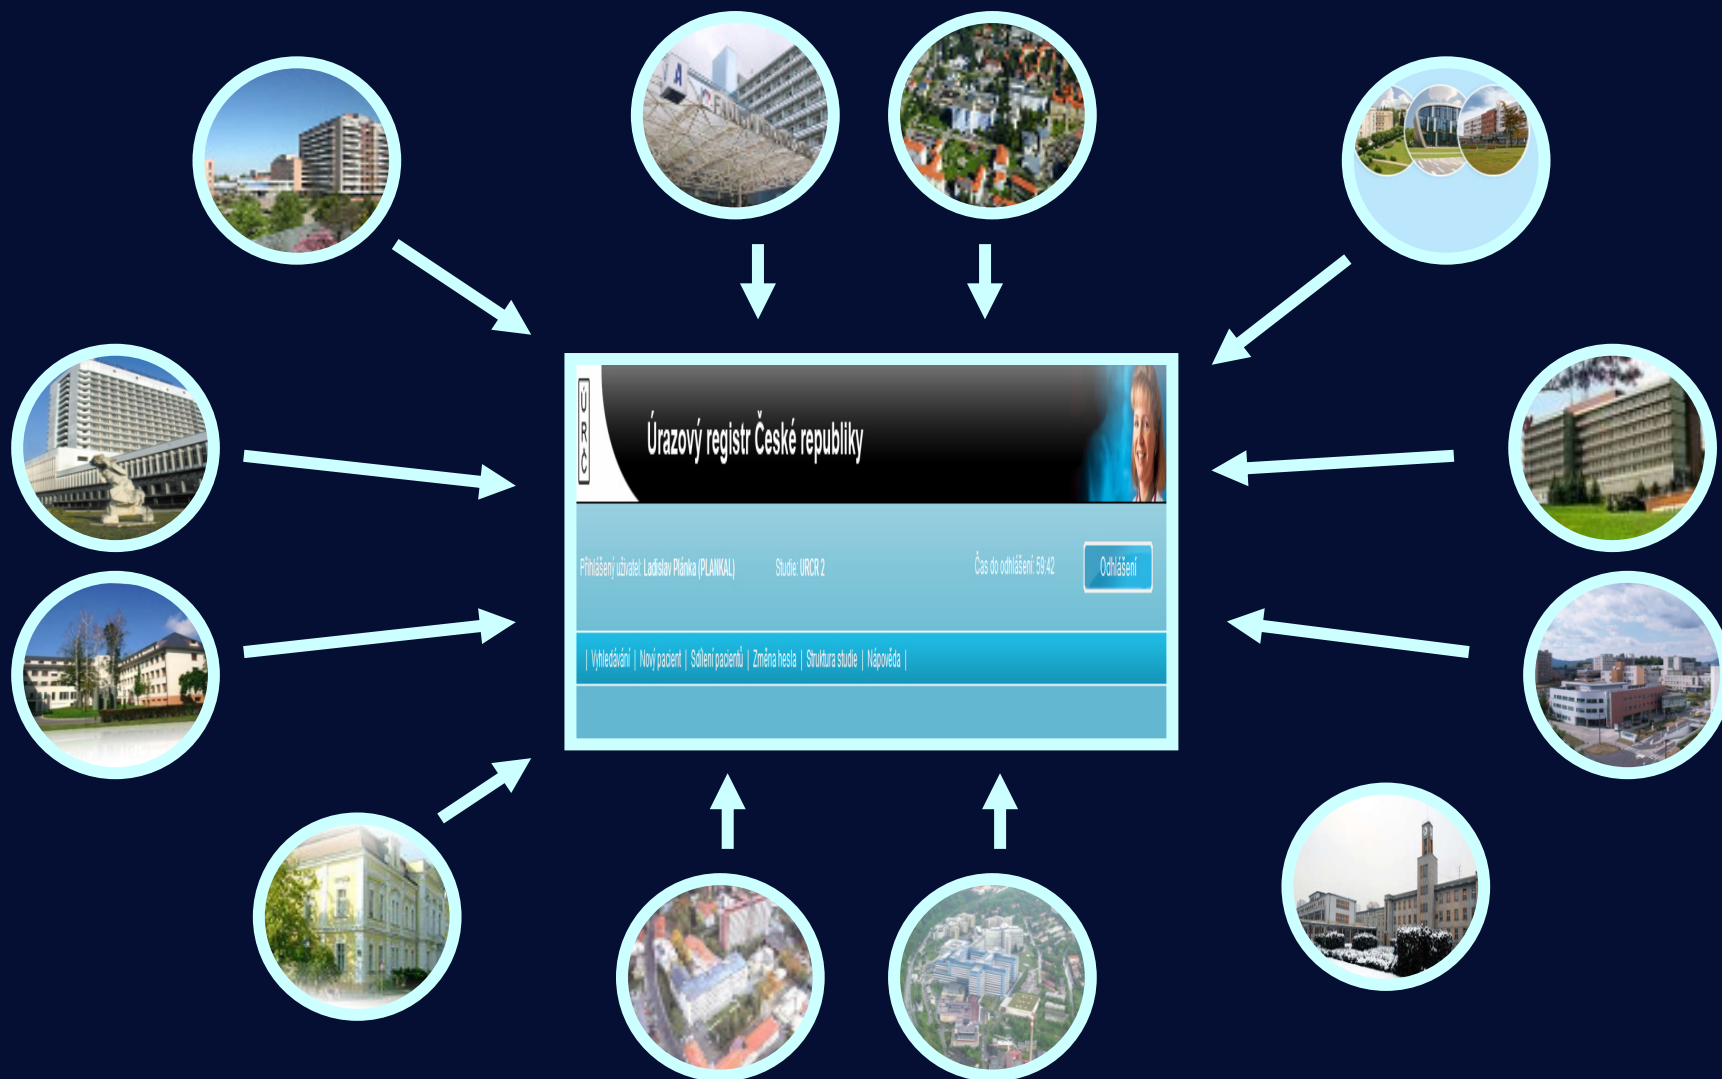 ÚRČ
Úrazový registr České republiky
Přihlášený uživatel: Ladislav Plánka (PLANKAL) Studie: URCR 2 Čas do odhlášení: 59:42 Odhlášení
| Vyhledávání | Nový pacient | Sdílení pacientů | Změna hesla | Struktura studie | Nápověda |